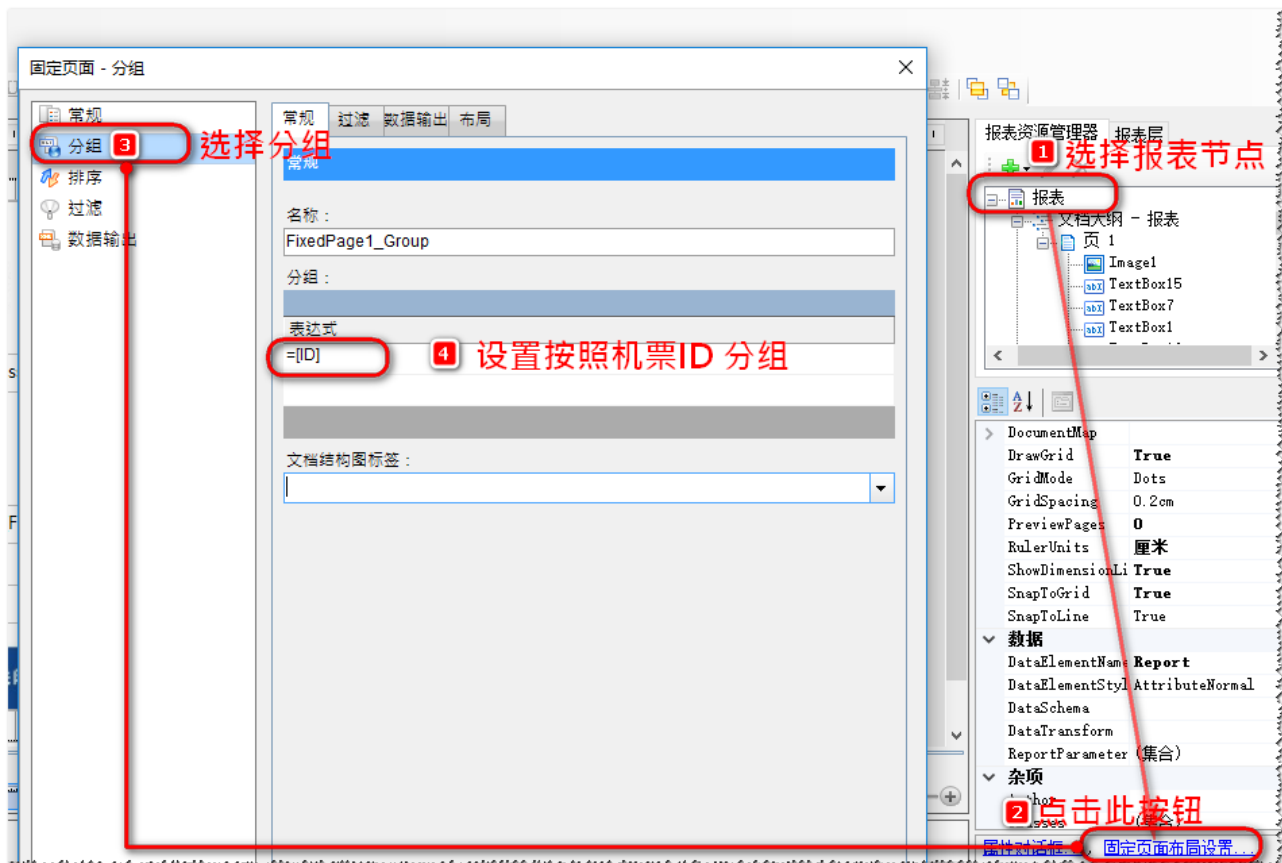 固定页面 - 分组
常规
分组
3
选择分组
排序
过滤
数据输出
常规
过滤
数据输出
布局
常规
名称：
FixedPage1_Group
分组：
表达式
=[ID]
4
设置按照机票ID 分组
文档结构图标签：
报表资源管理器
报表层
1
选择报表节点
报表
文档大纲 - 报表
页 1
Image1
TextBox15
TextBox7
TextBox1
DocumentMap
DrawGrid True
GridMode Dots
GridSpacing 0.2cm
PreviewPages 0
RulerUnits 厘米
ShowDimensionLi True
SnapToGrid True
SnapToLine True
数据
DataElementName Report
DataElementStyl AttributeNormal
DataSchema
DataTransform
ReportParameter (集合)
杂项
2
点击此按钮
(集合)
属性对话框...
固定页面布局设置...